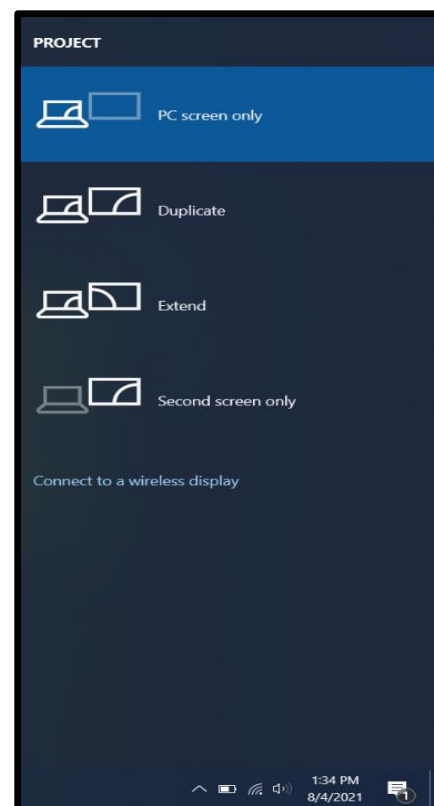 PROJECT
PC screen only
Duplicate
Extend
Second screen only
Connect to a wireless display
1:34 PM
8/4/2021
1